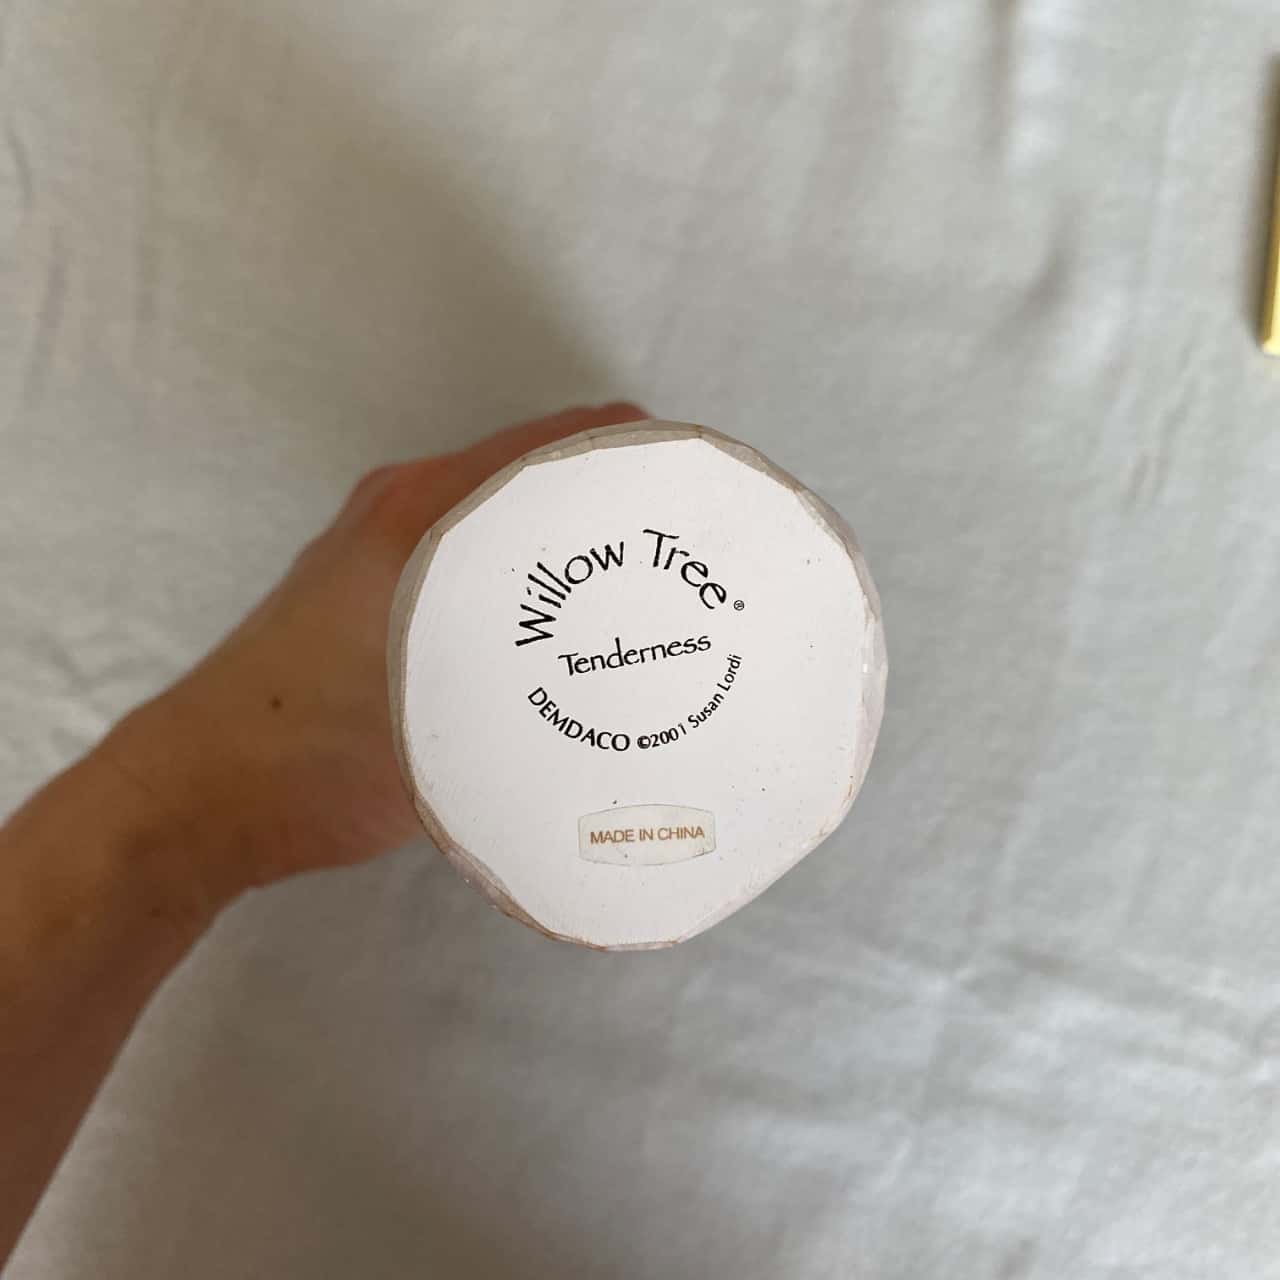 Willow Tree®
Tenderness
DEMDACO ©2001 Susan Lordi
MADE IN CHINA